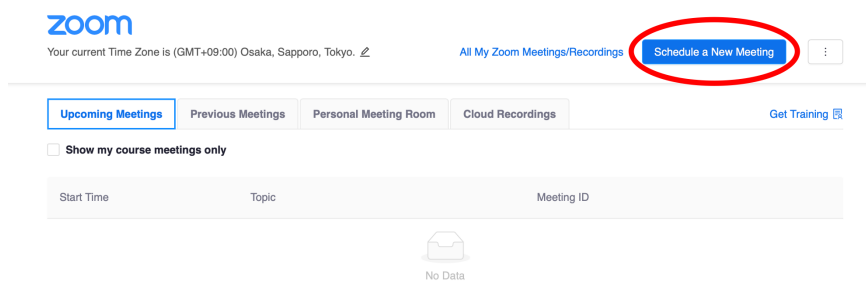 zoom
Your current Time Zone is (GMT+09:00) Osaka, Sapporo, Tokyo.
All My Zoom Meetings/Recordings
Schedule a New Meeting
Upcoming Meetings
Previous Meetings
Personal Meeting Room
Cloud Recordings
Get Training
Show my course meetings only
Start Time
Topic
Meeting ID
No Data